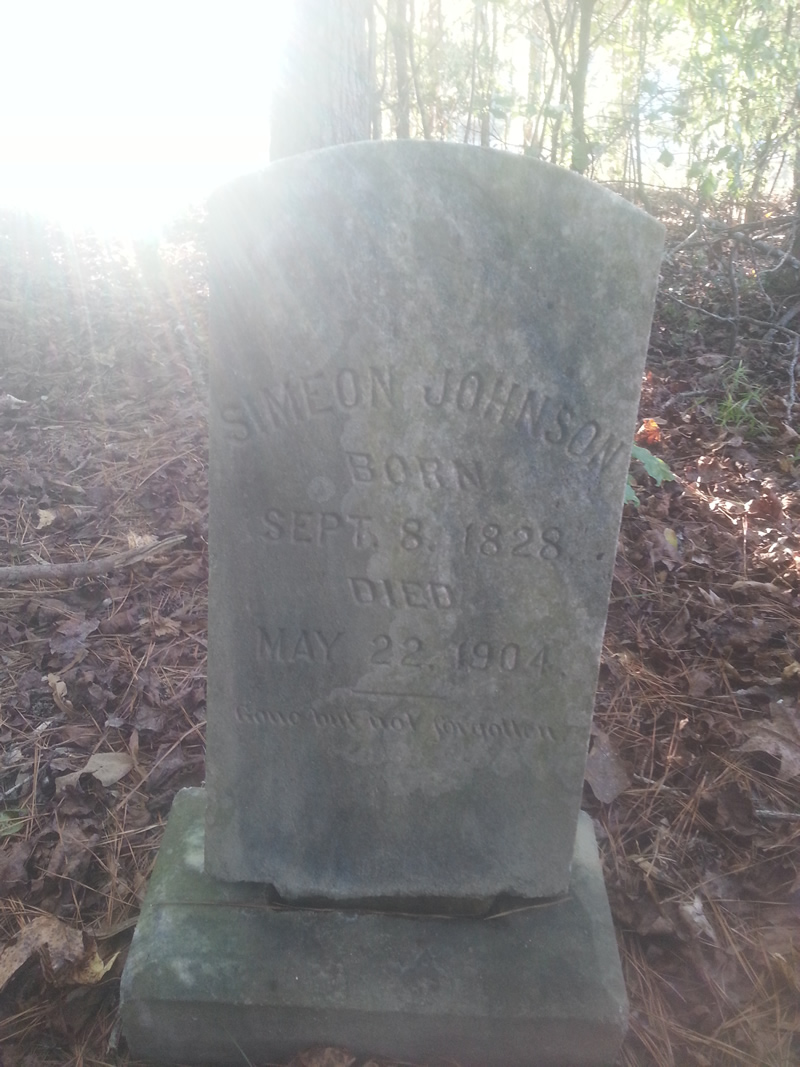 SIMEON JOHNSON
BORN
SEPT. 8. 1828.
DIED
MAY 22. 1904.
Gone but not forgotten